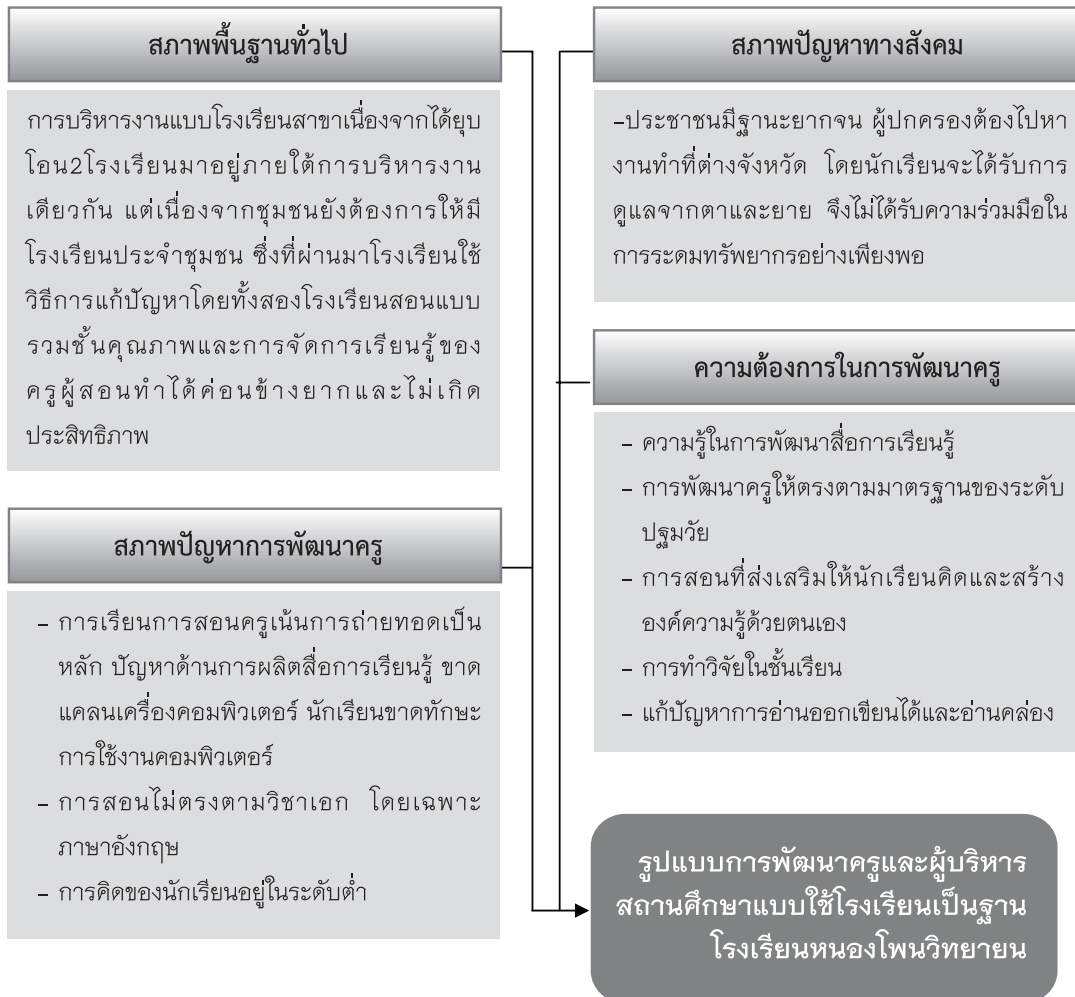 สภาพพื้นฐานทั่วไป
การบริหารงานแบบโรงเรียนสาขาเนื่องจากได้ยุบ
โอน2โรงเรียนมาอยู่ภายใต้การบริหารงาน
เดียวกัน แต่เนื่องจากชุมชนยังต้องการให้มี
โรงเรียนประจำชุมชน ซึ่งที่ผ่านมาโรงเรียนใช้
วิธีการแก้ปัญหาโดยทั้งสองโรงเรียนสอนแบบ
รวมชั้นคุณภาพและการจัดการเรียนรู้ของ
ครูผู้สอนทำได้ค่อนข้างยากและไม่เกิด
ประสิทธิภาพ
สภาพปัญหาการพัฒนาครู
– การเรียนการสอนครูเน้นการถ่ายทอดเป็น
หลัก ปัญหาด้านการผลิตสื่อการเรียนรู้ ขาด
แคลนเครื่องคอมพิวเตอร์ นักเรียนขาดทักษะ
การใช้งานคอมพิวเตอร์
– การสอนไม่ตรงตามวิชาเอก โดยเฉพาะ
ภาษาอังกฤษ
– การคิดของนักเรียนอยู่ในระดับต่ำ
สภาพปัญหาทางสังคม
–ประชาชนมีฐานะยากจน ผู้ปกครองต้องไปหา
งานทำที่ต่างจังหวัด โดยนักเรียนจะได้รับการ
ดูแลจากตาและยาย จึงไม่ได้รับความร่วมมือใน
การระดมทรัพยากรอย่างเพียงพอ
ความต้องการในการพัฒนาครู
– ความรู้ในการพัฒนาสื่อการเรียนรู้
– การพัฒนาครูให้ตรงตามมาตรฐานของระดับ
ปฐมวัย
– การสอนที่ส่งเสริมให้นักเรียนคิดและสร้าง
องค์ความรู้ด้วยตนเอง
– การทำวิจัยในชั้นเรียน
– แก้ปัญหาการอ่านออกเขียนได้และอ่านคล่อง
รูปแบบการพัฒนาครูและผู้บริหาร
สถานศึกษาแบบใช้โรงเรียนเป็นฐาน
โรงเรียนหนองโพนวิทยายน